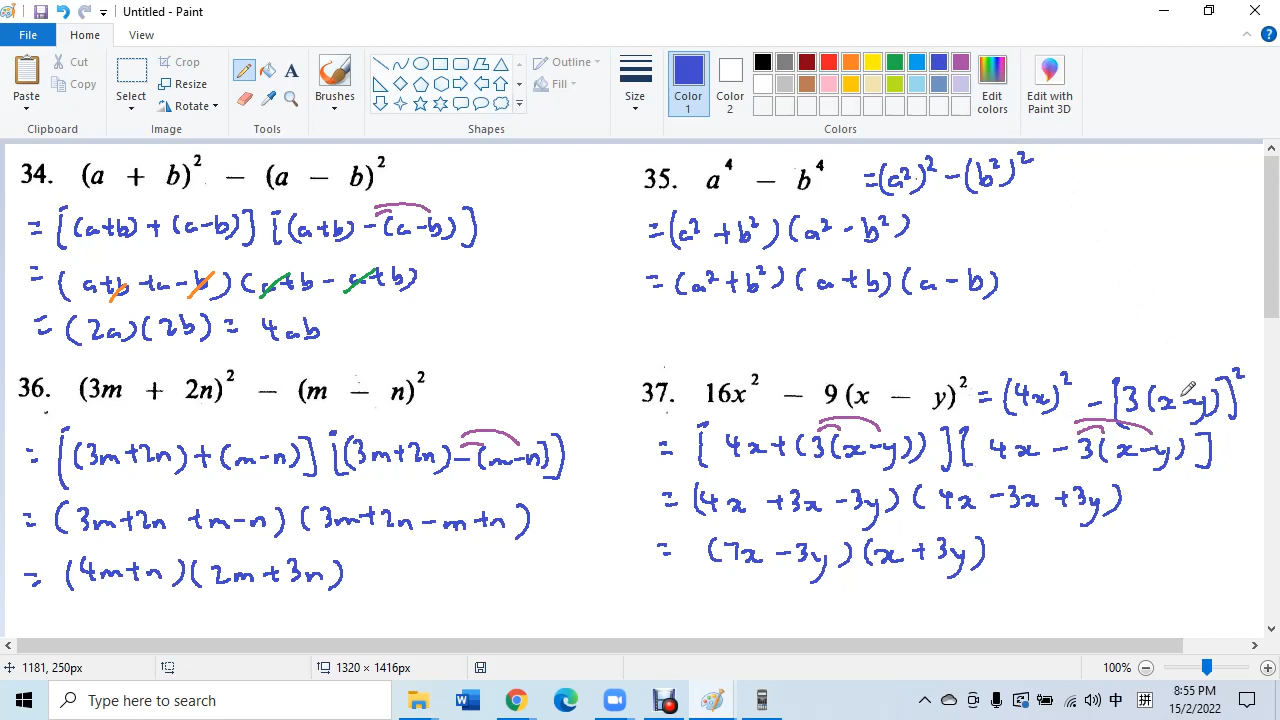 Untitled - Paint
File Home View
Paste Cut Copy Clipboard
Select Crop Resize Rotate Image
Tools
Brushes
Outline Fill Shapes
Size
Color 1 Color 2 Colors
Edit colors
Edit with Paint 3D
34. (a + b)² − (a − b)²
= [(a+b) + (a-b)] [(a+b) - (a-b)]
= (a+b +a-b) (a+b - a+b)
= (2a)(2b) = 4ab
35. a⁴ − b⁴ = (a²)² - (b²)²
= (a² + b²)(a² - b²)
= (a² + b²)(a+b)(a-b)
36. (3m + 2n)² − (m − n)²
= [(3m+2n) + (m-n)] [(3m+2n) - (m-n)]
= (3m+2n +m-n) (3m+2n-m+n)
= (4m+n)(2m+3n)
37. 16x² − 9(x − y)² = (4x)² - [3(x-y)]²
= [4x + (3(x-y))] [4x - 3(x-y)]
= (4x +3x -3y) (4x -3x +3y)
= (7x -3y)(x + 3y)
1181, 250px 1320 × 1416px 100%
Type here to search
中 拼 8:55 PM
15/2/2022